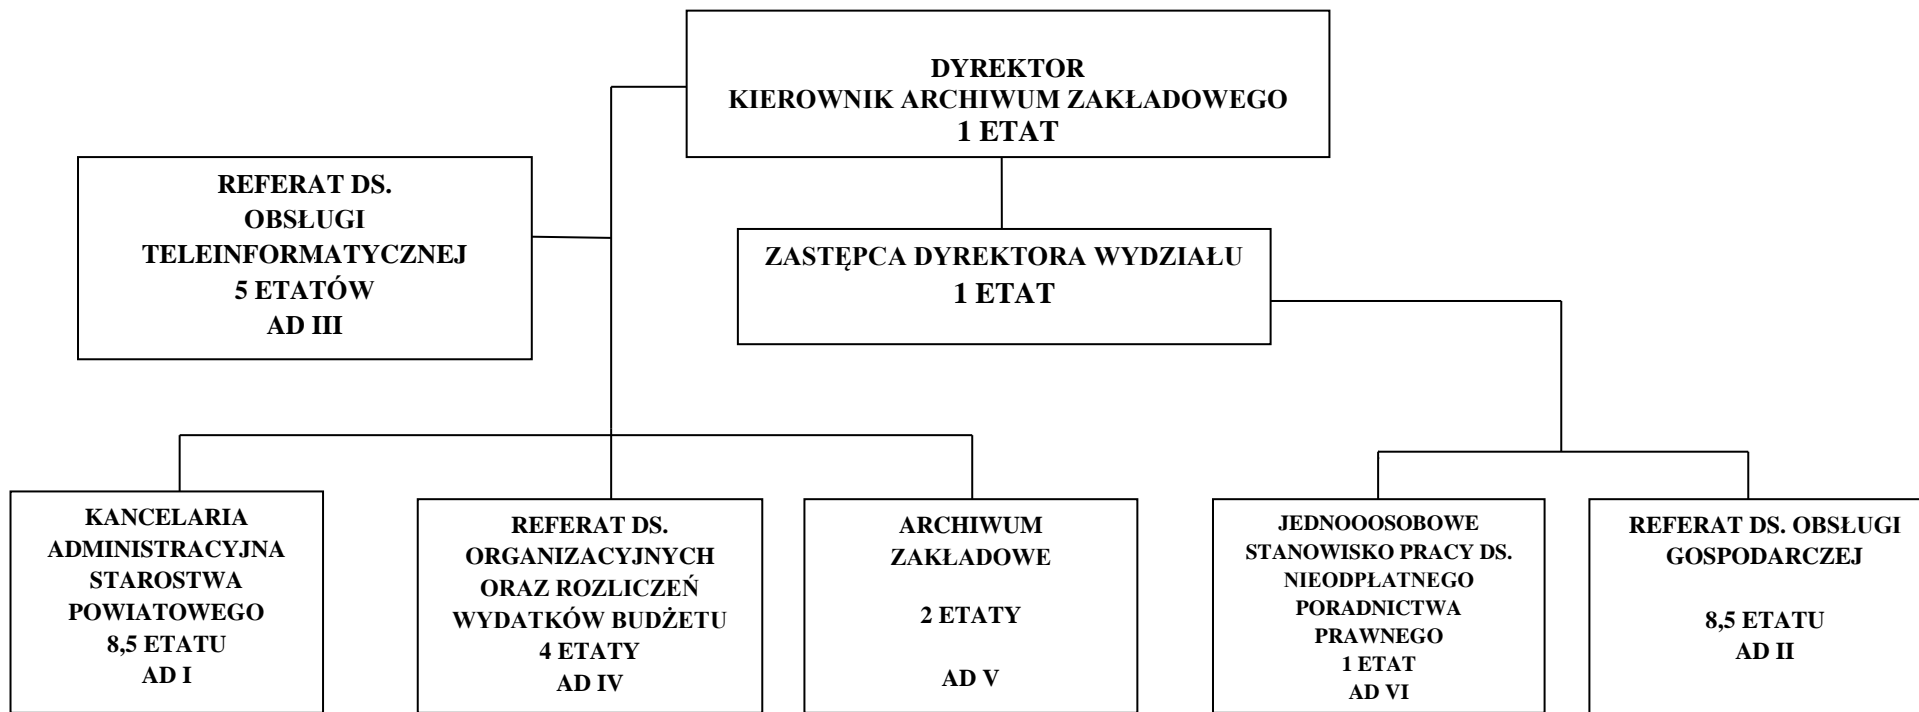 DYREKTOR
KIEROWNIK ARCHIWUM ZAKŁADOWEGO
1 ETAT
REFERAT DS.
OBSŁUGI
TELEINFORMATYCZNEJ
5 ETATÓW
AD III
ZASTĘPCA DYREKTORA WYDZIAŁU
1 ETAT
KANCELARIA
ADMINISTRACYJNA
STAROSTWA
POWIATOWEGO
8,5 ETATU
AD I
REFERAT DS.
ORGANIZACYJNYCH
ORAZ ROZLICZEŃ
WYDATKÓW BUDŻETU
4 ETATY
AD IV
ARCHIWUM
ZAKŁADOWE
2 ETATY
AD V
JEDNOOOSOBOWE
STANOWISKO PRACY DS.
NIEODPŁATNEGO
PORADNICTWA
PRAWNEGO
1 ETAT
AD VI
REFERAT DS. OBSŁUGI
GOSPODARCZEJ
8,5 ETATU
AD II